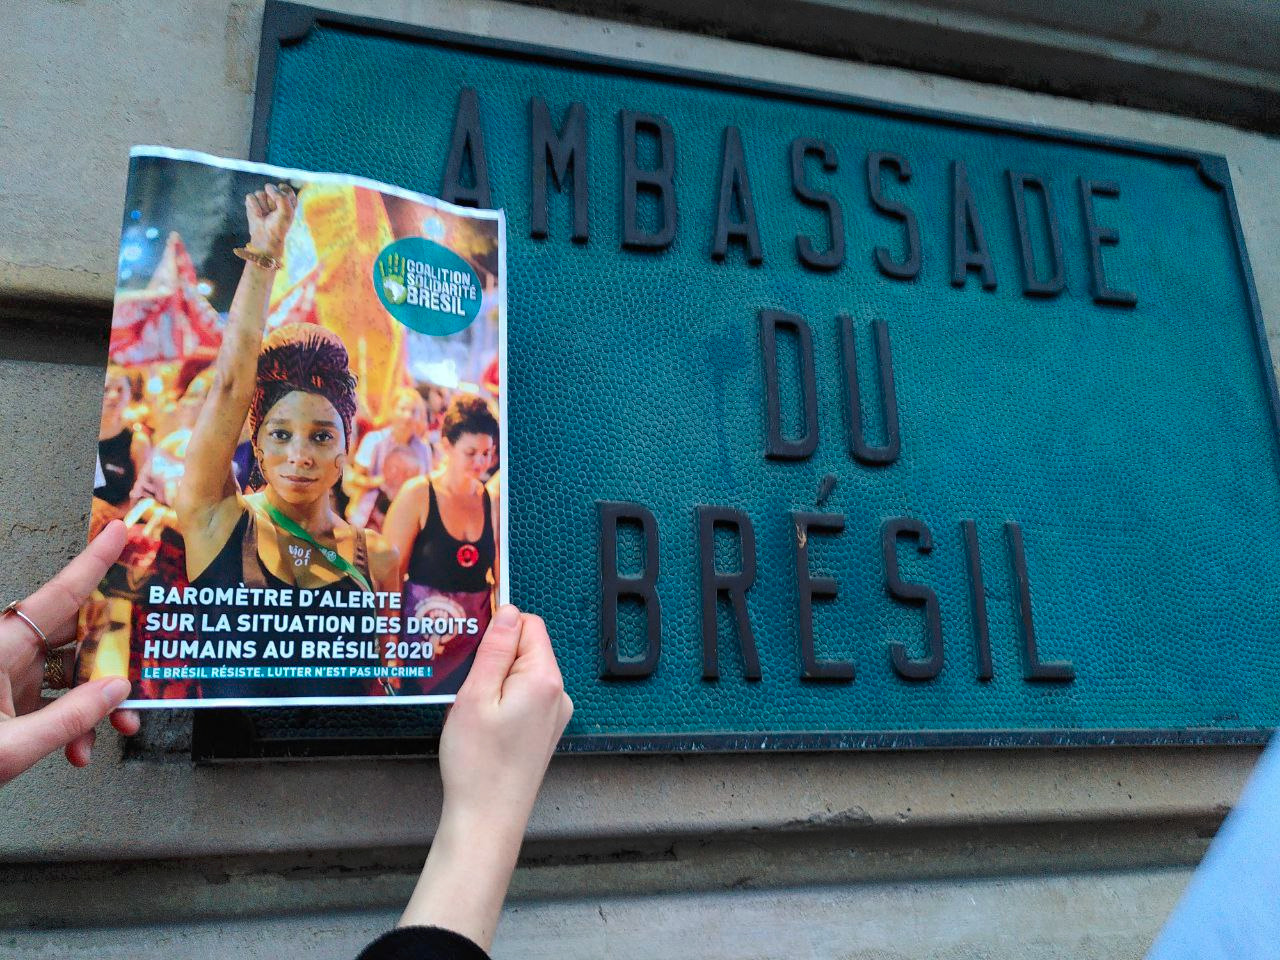 AMBASSADE
DU
BRÉSIL
COALITION
SOLIDARITÉ
BRÉSIL
BAROMÈTRE D'ALERTE
SUR LA SITUATION DES DROITS
HUMAINS AU BRÉSIL 2020
LE BRÉSIL RÉSISTE. LUTTER N'EST PAS UN CRIME !